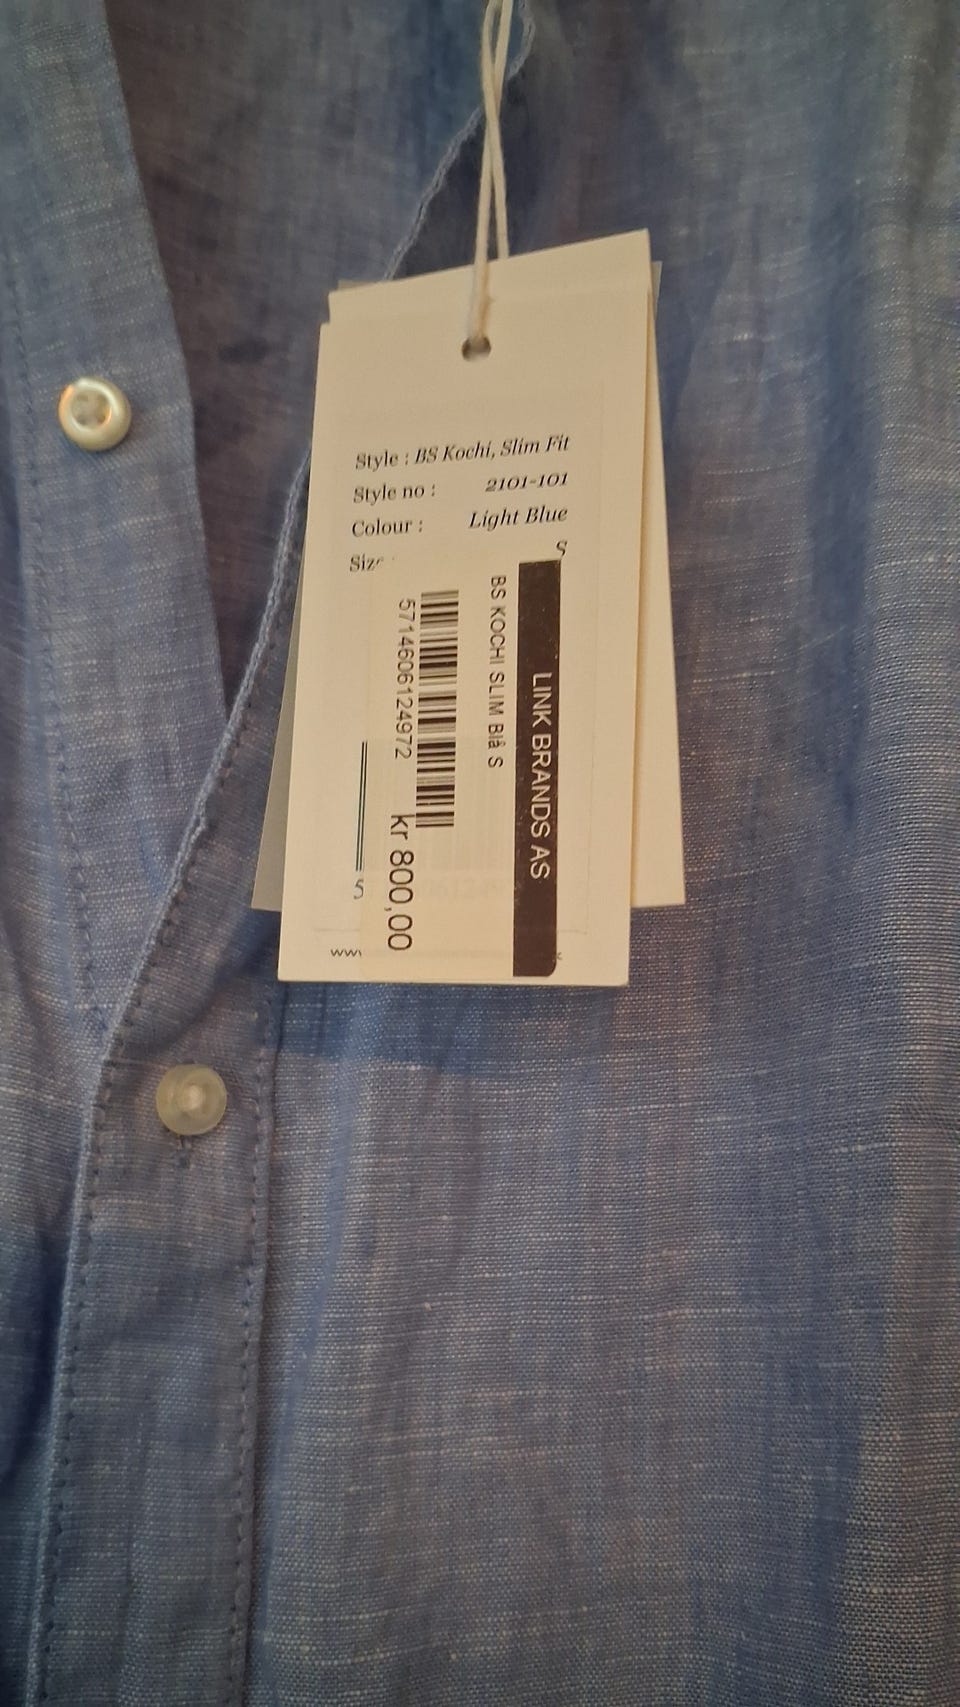 Style : BS Kochi, Slim Fit
Style no : 2101-101
Colour : Light Blue
S
LINK BRANDS AS
BS KOCHI SLIM Blå S
5714606124972
kr 800,00